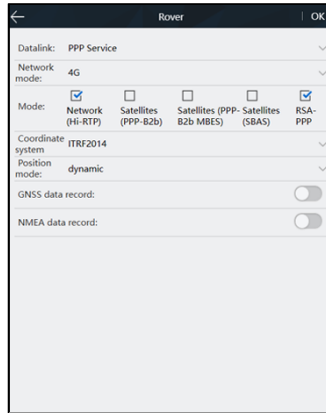 Rover
OK
Datalink: PPP Service
Network mode: 4G
Mode:
Network (Hi-RTP)
Satellites (PPP-B2b)
Satellites (PPP-B2b MBES)
Satellites (SBAS)
RSA-PPP
Coordinate system ITRF2014
Position mode: dynamic
GNSS data record:
NMEA data record: